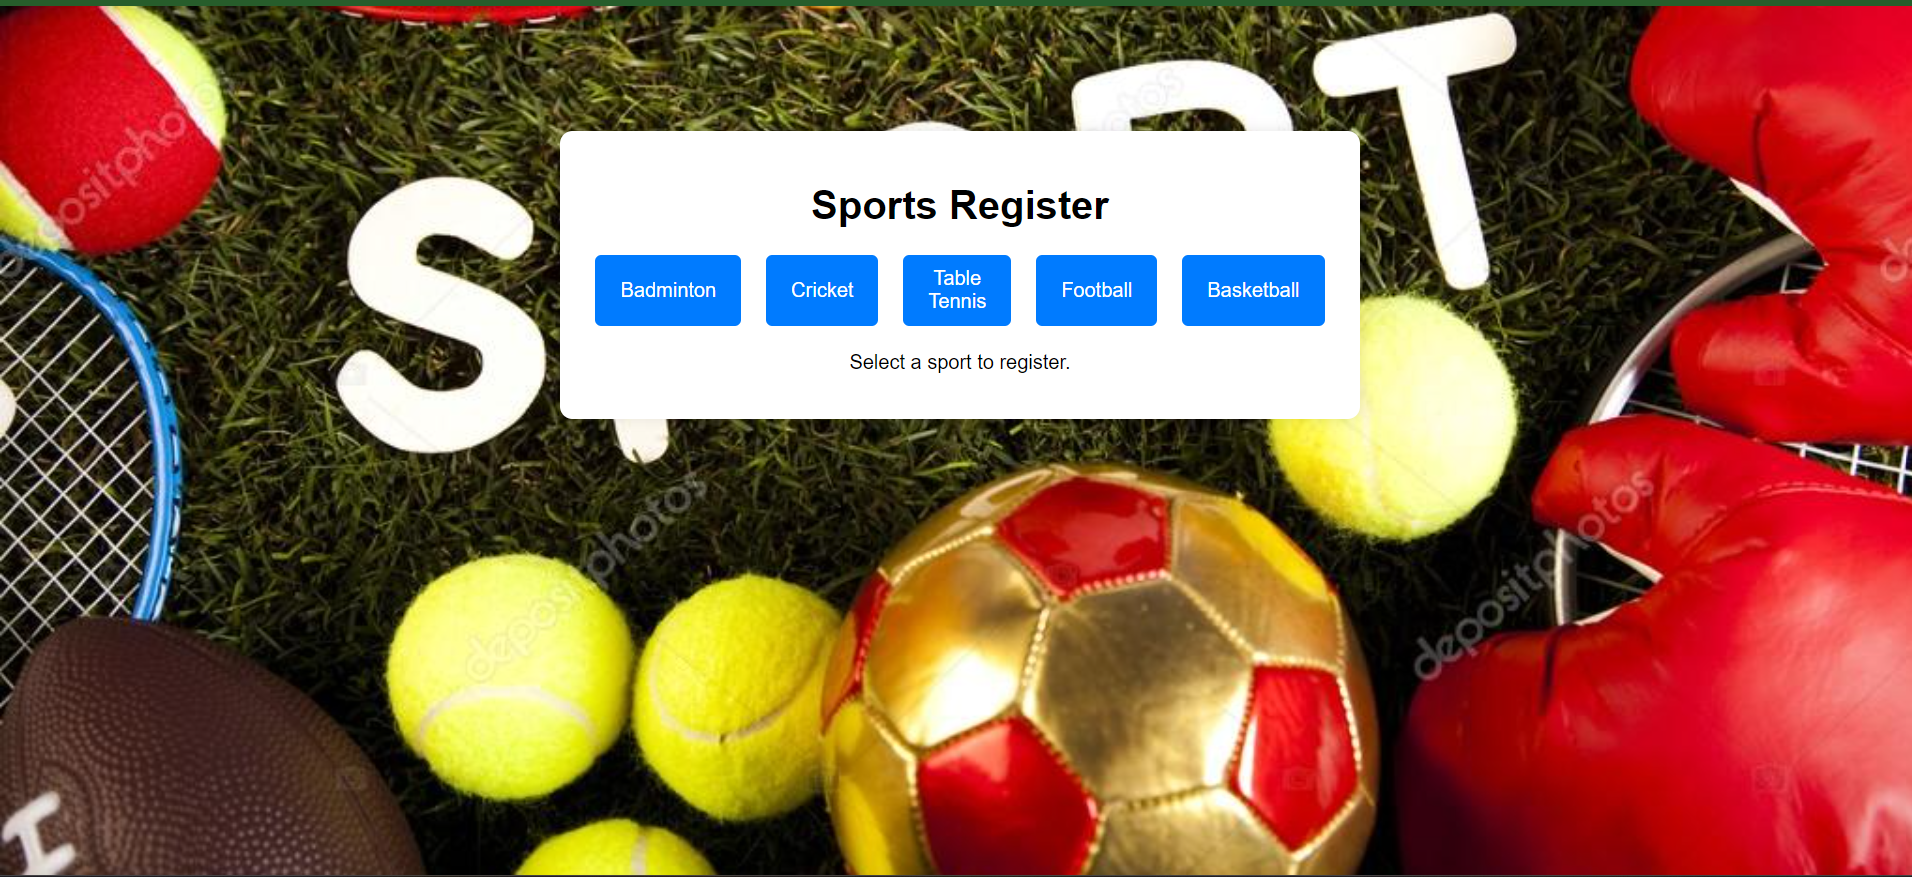 S
P
R
T
Sports Register
Badminton
Cricket
Table
Tennis
Football
Basketball
Select a sport to register.
depositphotos
depositphotos
depositphotos
H